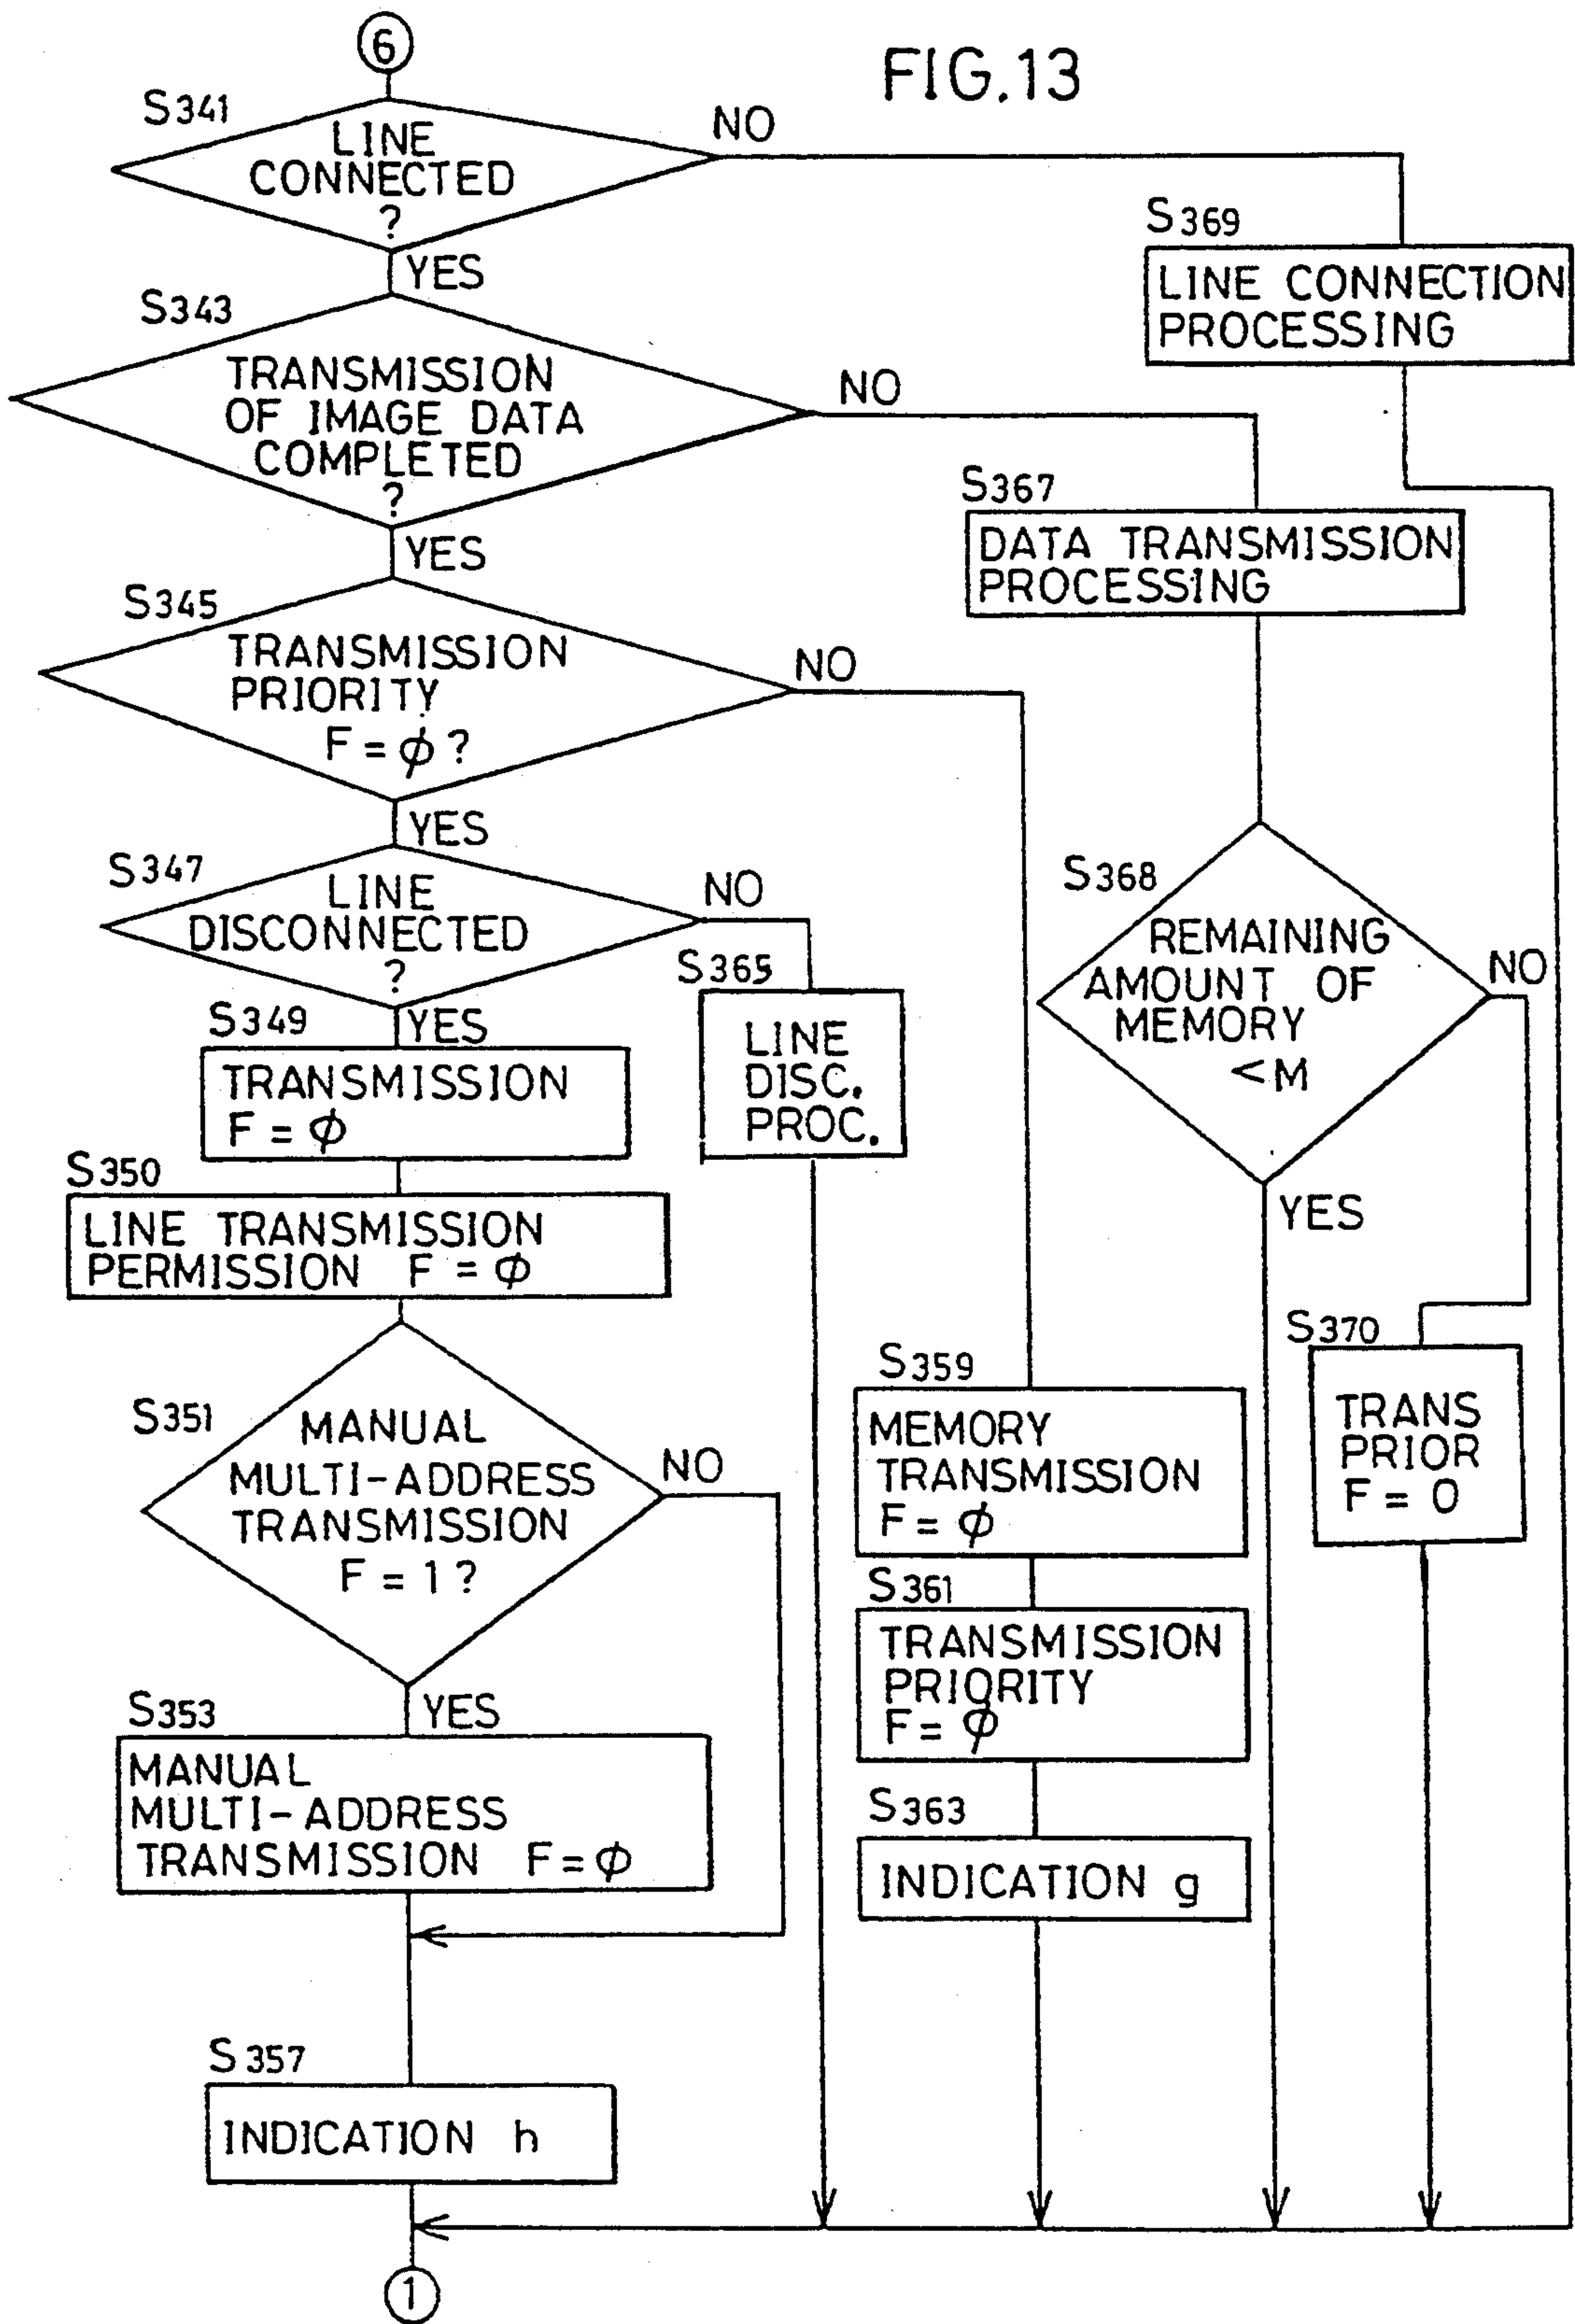 FIG.13
6
S341
LINE
CONNECTED
?
NO
YES
S369
LINE CONNECTION
PROCESSING
S343
TRANSMISSION
OF IMAGE DATA
COMPLETED
?
NO
YES
S367
DATA TRANSMISSION
PROCESSING
S345
TRANSMISSION
PRIORITY
F = ϕ ?
NO
YES
S347
LINE
DISCONNECTED
?
NO
YES
S365
LINE
DISC.
PROC.
S368
REMAINING
AMOUNT OF
MEMORY
< M
NO
YES
S349
TRANSMISSION
F = ϕ
S350
LINE TRANSMISSION
PERMISSION F = ϕ
S370
TRANS
PRIOR
F = 0
S351
MANUAL
MULTI-ADDRESS
TRANSMISSION
F = 1 ?
NO
YES
S359
MEMORY
TRANSMISSION
F = ϕ
S361
TRANSMISSION
PRIORITY
F = ϕ
S353
MANUAL
MULTI-ADDRESS
TRANSMISSION F = ϕ
S363
INDICATION g
S357
INDICATION h
1